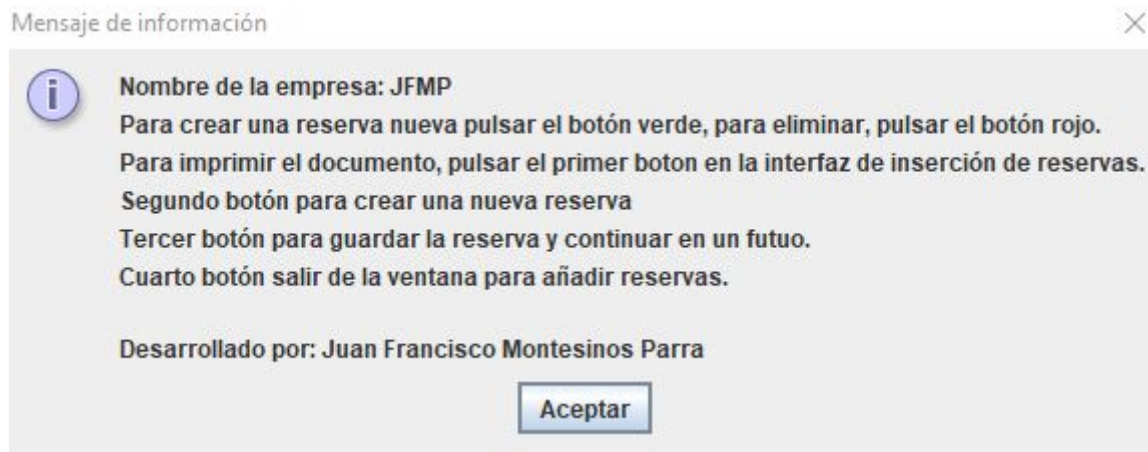 Mensaje de información
Nombre de la empresa: JFMP
Para crear una reserva nueva pulsar el botón verde, para eliminar, pulsar el botón rojo.
Para imprimir el documento, pulsar el primer boton en la interfaz de inserción de reservas.
Segundo botón para crear una nueva reserva
Tercer botón para guardar la reserva y continuar en un futuo.
Cuarto botón salir de la ventana para añadir reservas.
Desarrollado por: Juan Francisco Montesinos Parra
Aceptar